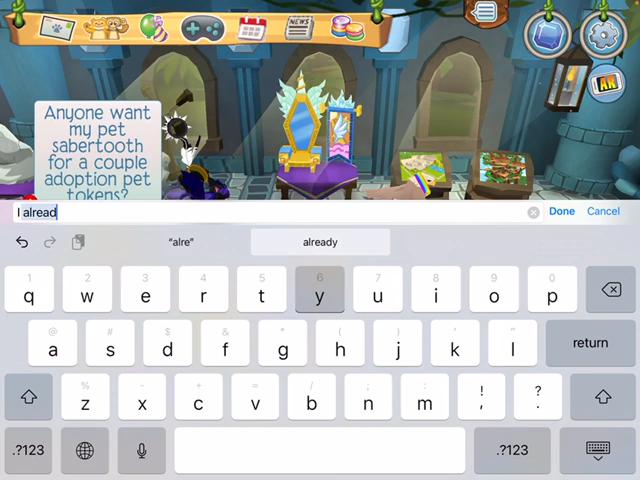 NEWS
AR
Anyone want
my pet
sabertooth
for a couple
adoption pet
tokens?
I alread
Done
Cancel
"alre"
already
1 2 3 4 5 6 7 8 9 0
q w e r t y u i o p
@ # $ & * ( ) ' "
a s d f g h j k l
return
% - + = / ; : ! ?
z x c v b n m , .
.?123
.?123